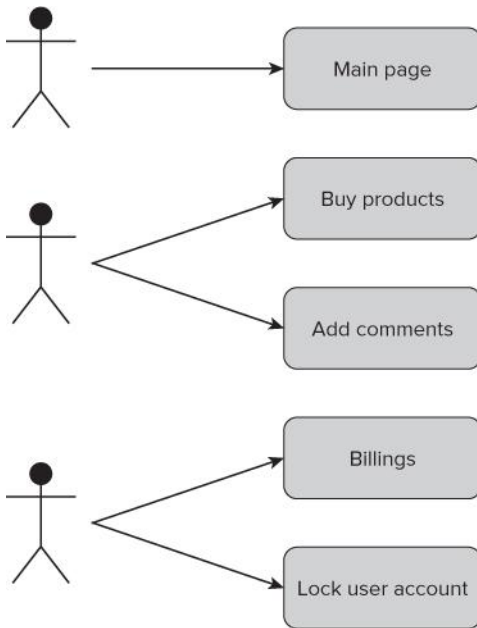 Main page
Buy products
Add comments
Billings
Lock user account